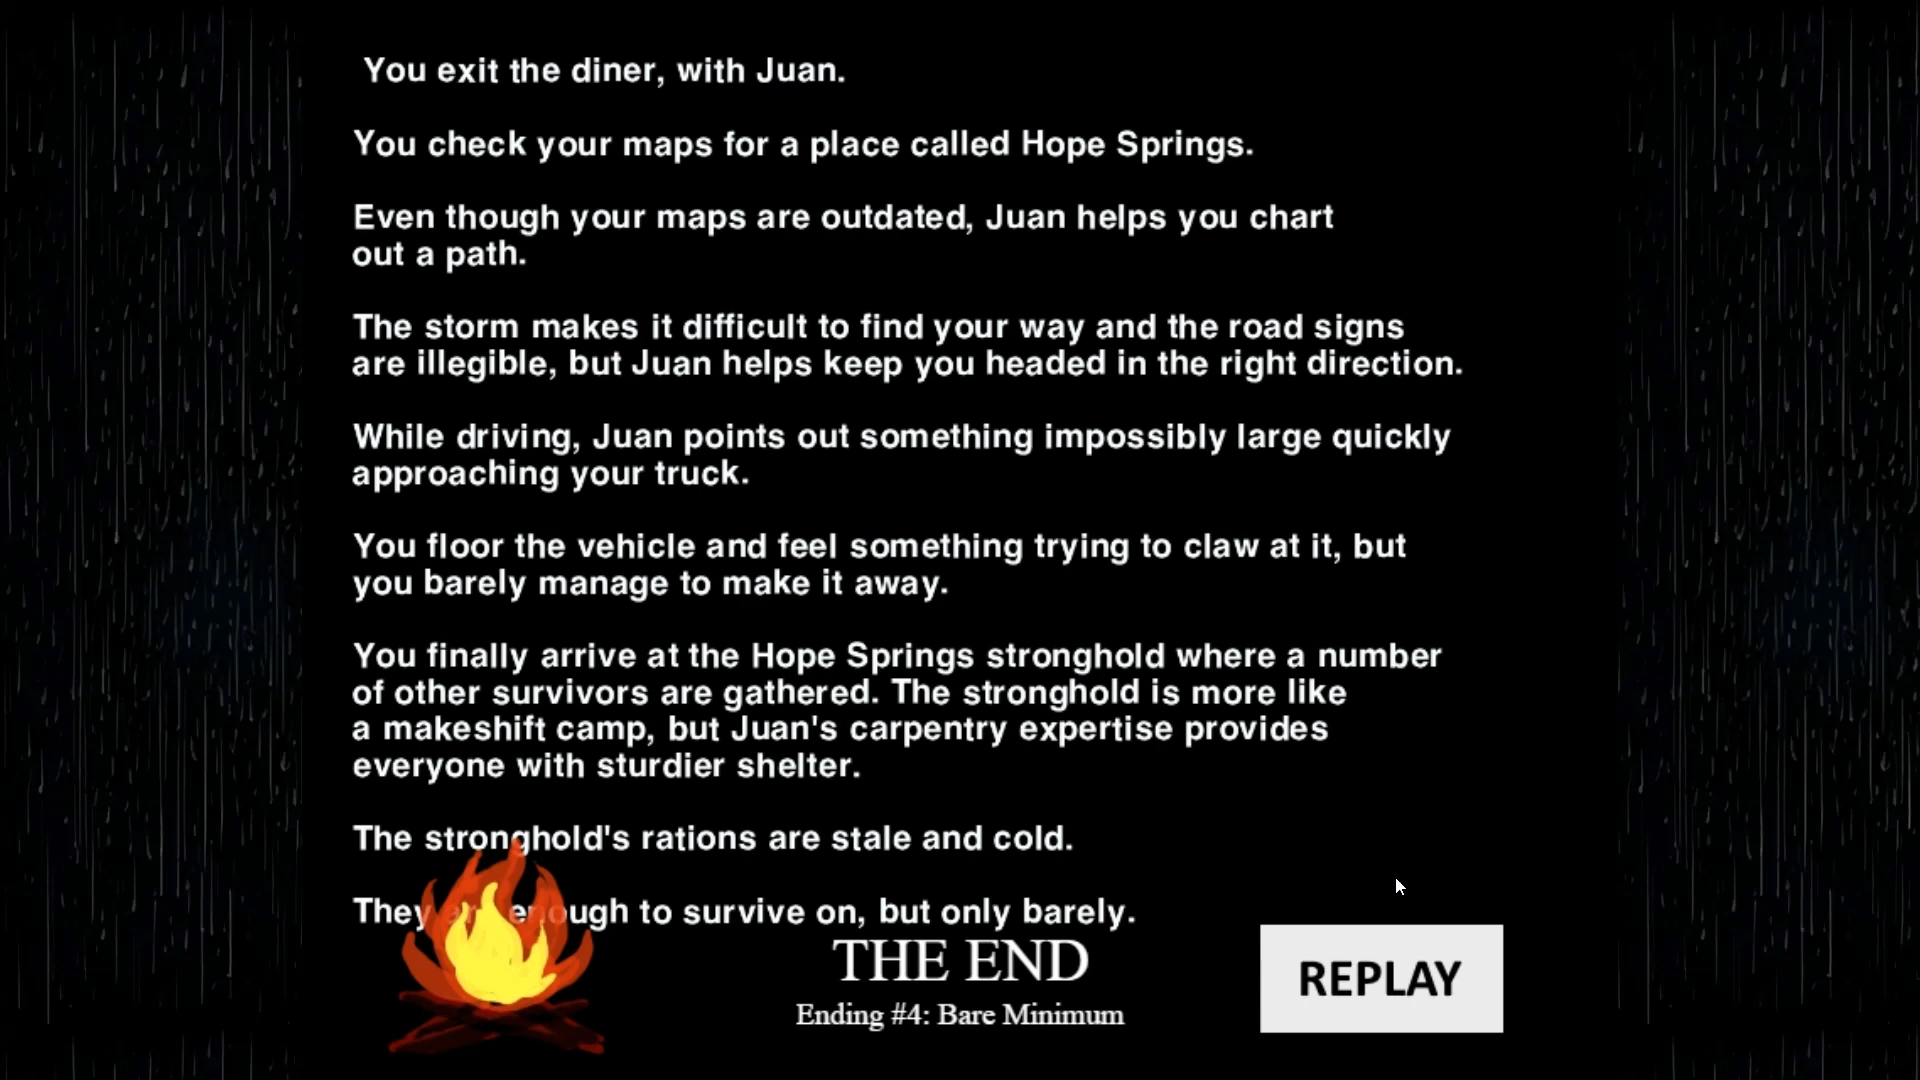 You exit the diner, with Juan.
You check your maps for a place called Hope Springs.
Even though your maps are outdated, Juan helps you chart
out a path.
The storm makes it difficult to find your way and the road signs
are illegible, but Juan helps keep you headed in the right direction.
While driving, Juan points out something impossibly large quickly
approaching your truck.
You floor the vehicle and feel something trying to claw at it, but
you barely manage to make it away.
You finally arrive at the Hope Springs stronghold where a number
of other survivors are gathered. The stronghold is more like
a makeshift camp, but Juan's carpentry expertise provides
everyone with sturdier shelter.
The stronghold's rations are stale and cold.
They are enough to survive on, but only barely.
THE END
Ending #4: Bare Minimum
REPLAY